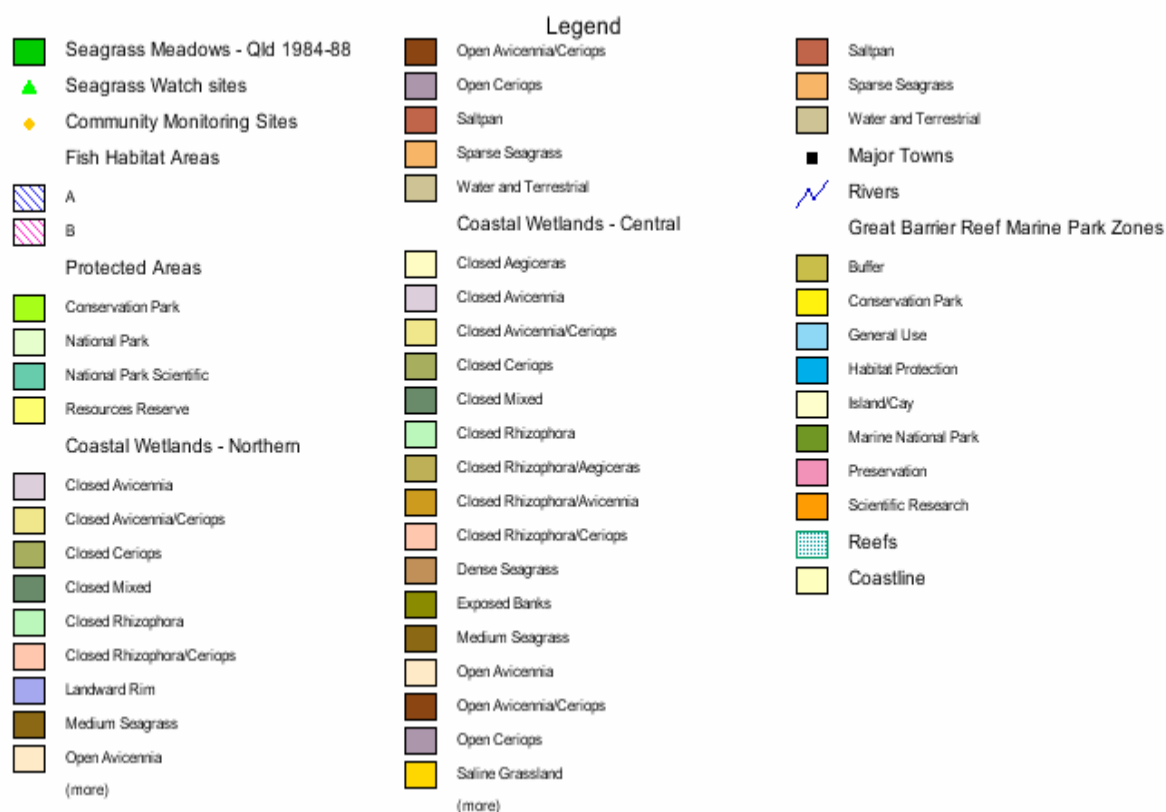 Legend
Seagrass Meadows - Qld 1984-88
Seagrass Watch sites
Community Monitoring Sites
Fish Habitat Areas
A
B
Protected Areas
Conservation Park
National Park
National Park Scientific
Resources Reserve
Coastal Wetlands - Northern
Closed Avicennia
Closed Avicennia/Ceriops
Closed Ceriops
Closed Mixed
Closed Rhizophora
Closed Rhizophora/Ceriops
Landward Rim
Medium Seagrass
Open Avicennia
(more)
Open Avicennia/Ceriops
Open Ceriops
Saltpan
Sparse Seagrass
Water and Terrestrial
Coastal Wetlands - Central
Closed Aegiceras
Closed Avicennia
Closed Avicennia/Ceriops
Closed Ceriops
Closed Mixed
Closed Rhizophora
Closed Rhizophora/Aegiceras
Closed Rhizophora/Avicennia
Closed Rhizophora/Ceriops
Dense Seagrass
Exposed Banks
Medium Seagrass
Open Avicennia
Open Avicennia/Ceriops
Open Ceriops
Saline Grassland
(more)
Saltpan
Sparse Seagrass
Water and Terrestrial
Major Towns
Rivers
Great Barrier Reef Marine Park Zones
Buffer
Conservation Park
General Use
Habitat Protection
Island/Cay
Marine National Park
Preservation
Scientific Research
Reefs
Coastline